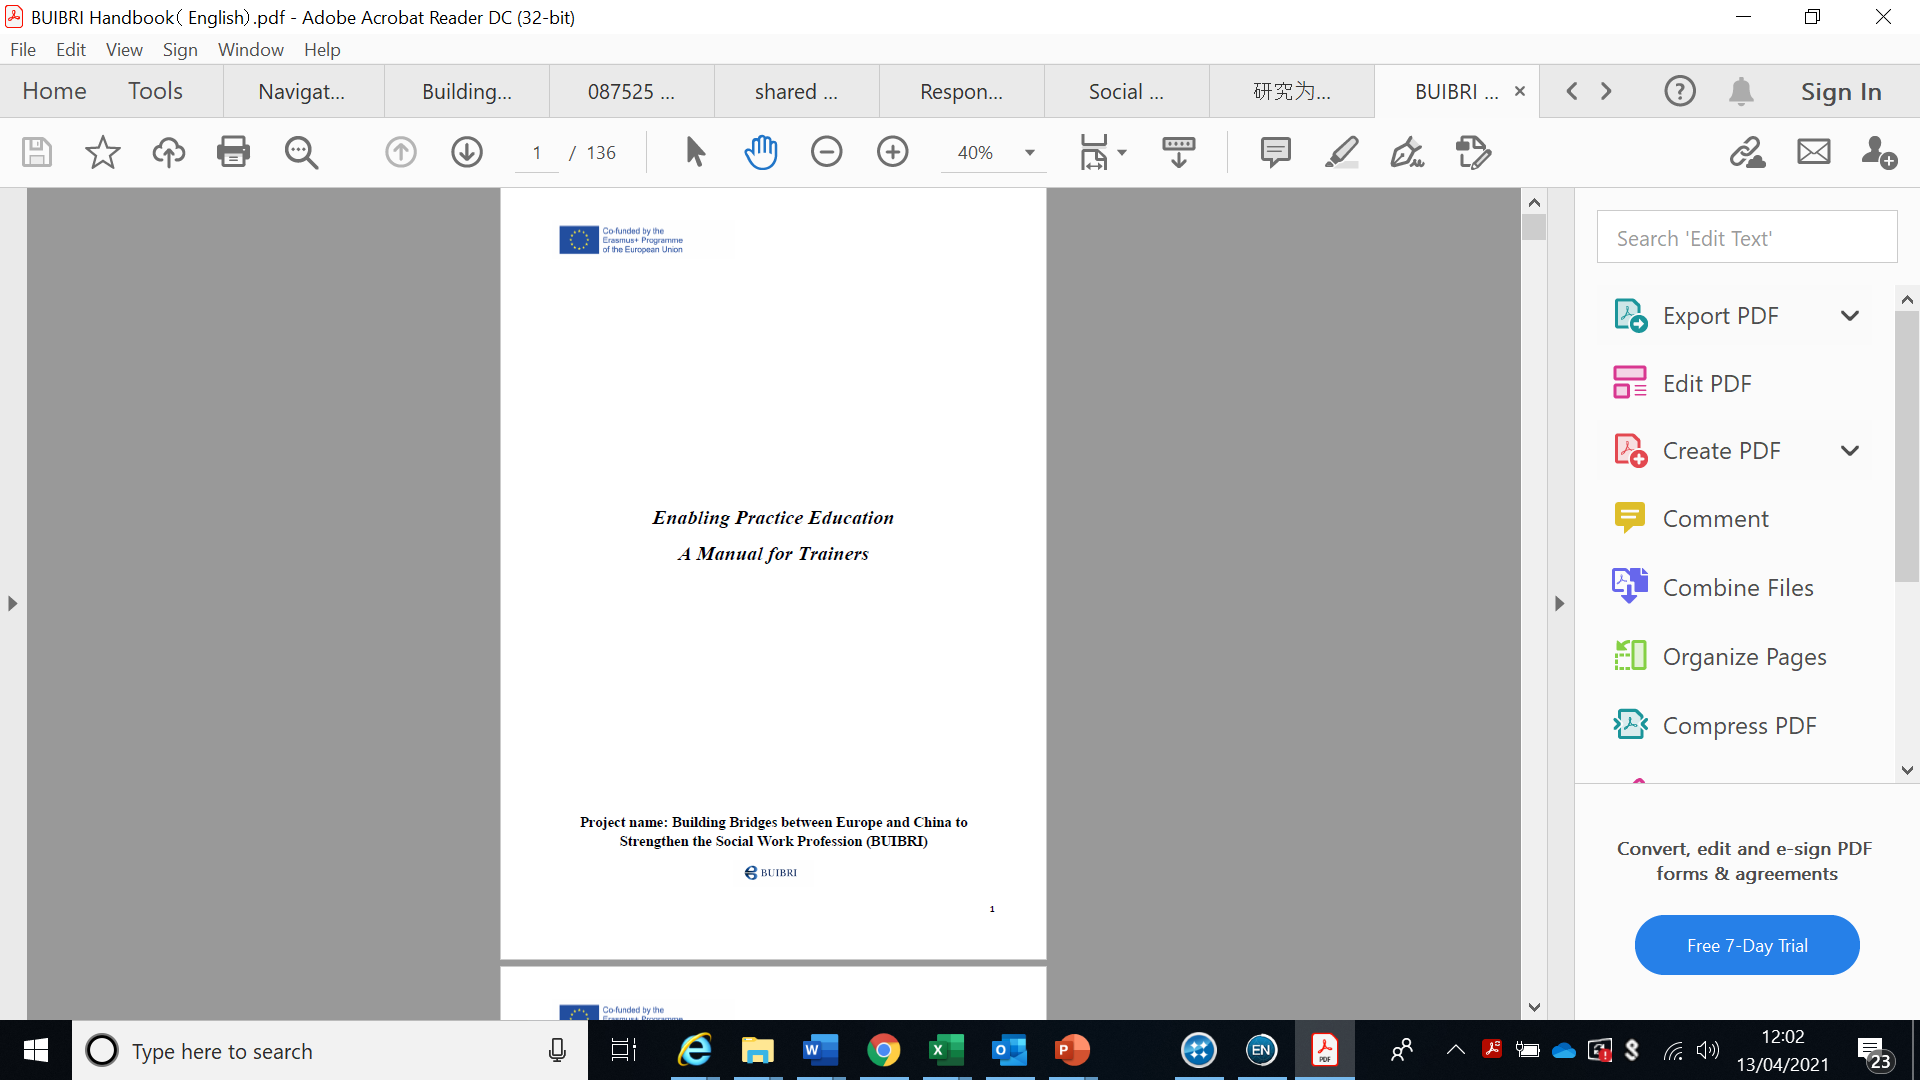 BUIBRI Handbook( English).pdf - Adobe Acrobat Reader DC (32-bit)
File Edit View Sign Window Help
Home Tools Navigat... Building... 087525 ... shared ... Respon... Social ... 研究为... BUIBRI ... Sign In
1 / 136 40%
Co-funded by the
Erasmus+ Programme
of the European Union
Enabling Practice Education
A Manual for Trainers
Project name: Building Bridges between Europe and China to
Strengthen the Social Work Profession (BUIBRI)
BUIBRI
1
Co-funded by the
Erasmus+ Programme
Search 'Edit Text'
Export PDF
Edit PDF
Create PDF
Comment
Combine Files
Organize Pages
Compress PDF
Convert, edit and e-sign PDF
forms & agreements
Free 7-Day Trial
Type here to search
EN
PDF
12:02
13/04/2021
23